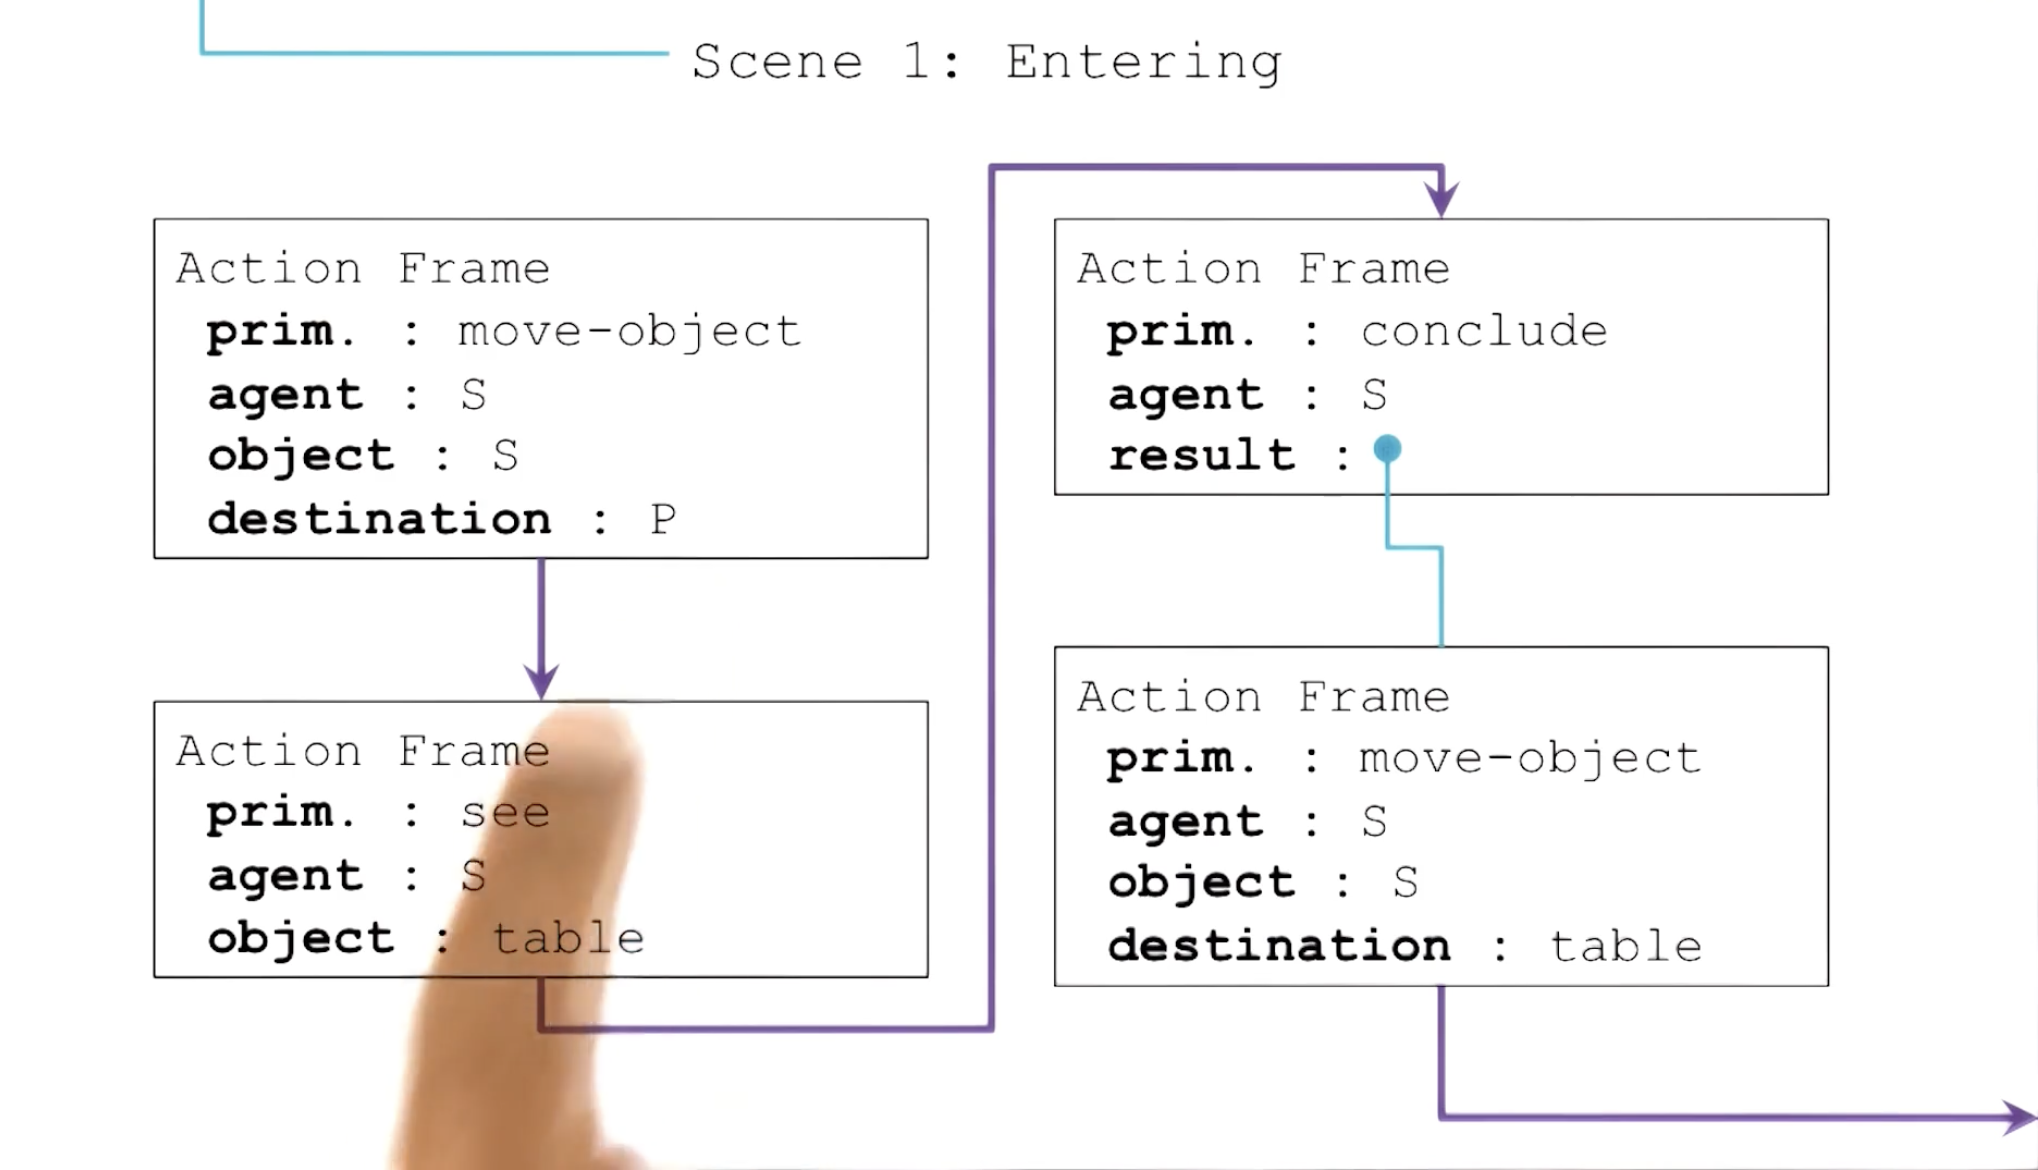 Scene 1: Entering
Action Frame
prim. : move-object
agent : S
object : S
destination : P
Action Frame
prim. : see
agent : S
object : table
Action Frame
prim. : conclude
agent : S
result :
Action Frame
prim. : move-object
agent : S
object : S
destination : table